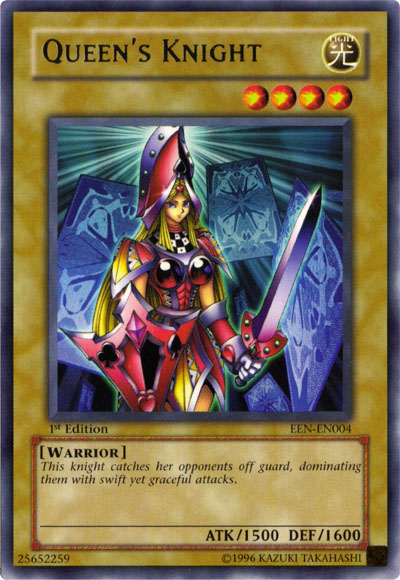 QUEEN'S KNIGHT
LIGHT
光
1st Edition
EEN-EN004
[WARRIOR]
This knight catches her opponents off guard, dominating
them with swift yet graceful attacks.
ATK/1500 DEF/1600
25652259
©1996 KAZUKI TAKAHASHI